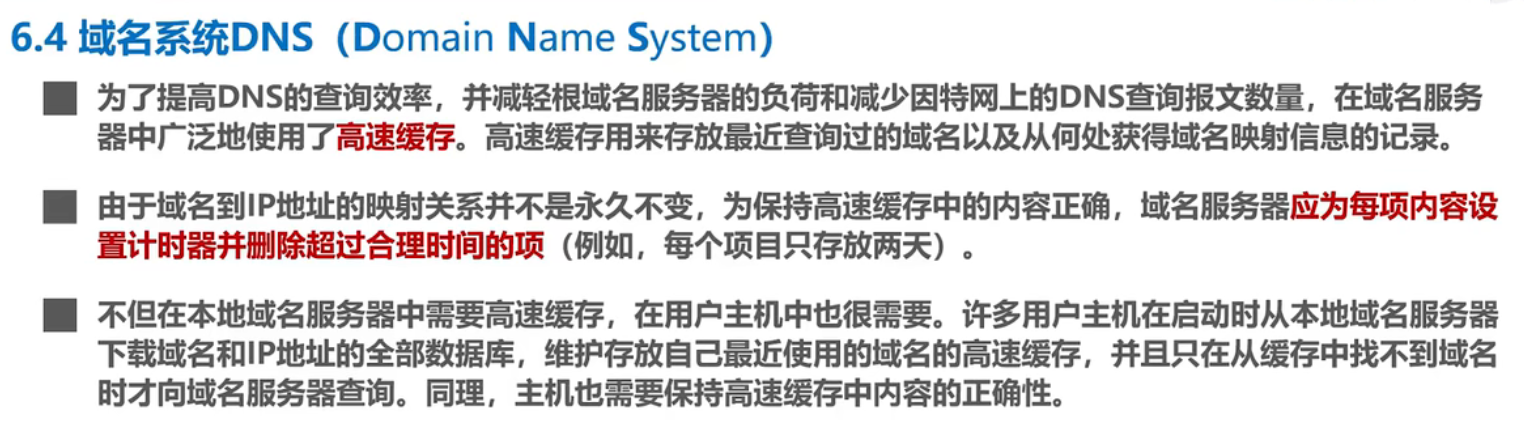 6.4 域名系统DNS（Domain Name System）
为了提高DNS的查询效率，并减轻根域名服务器的负荷和减少因特网上的DNS查询报文数量，在域名服务
器中广泛地使用了高速缓存。高速缓存用来存放最近查询过的域名以及从何处获得域名映射信息的记录。
由于域名到IP地址的映射关系并不是永久不变，为保持高速缓存中的内容正确，域名服务器应为每项内容设
置计时器并删除超过合理时间的项（例如，每个项目只存放两天）。
不但在本地域名服务器中需要高速缓存，在用户主机中也很需要。许多用户主机在启动时从本地域名服务器
下载域名和IP地址的全部数据库，维护存放自己最近使用的域名的高速缓存，并且只在从缓存中找不到域名
时才向域名服务器查询。同理，主机也需要保持高速缓存中内容的正确性。